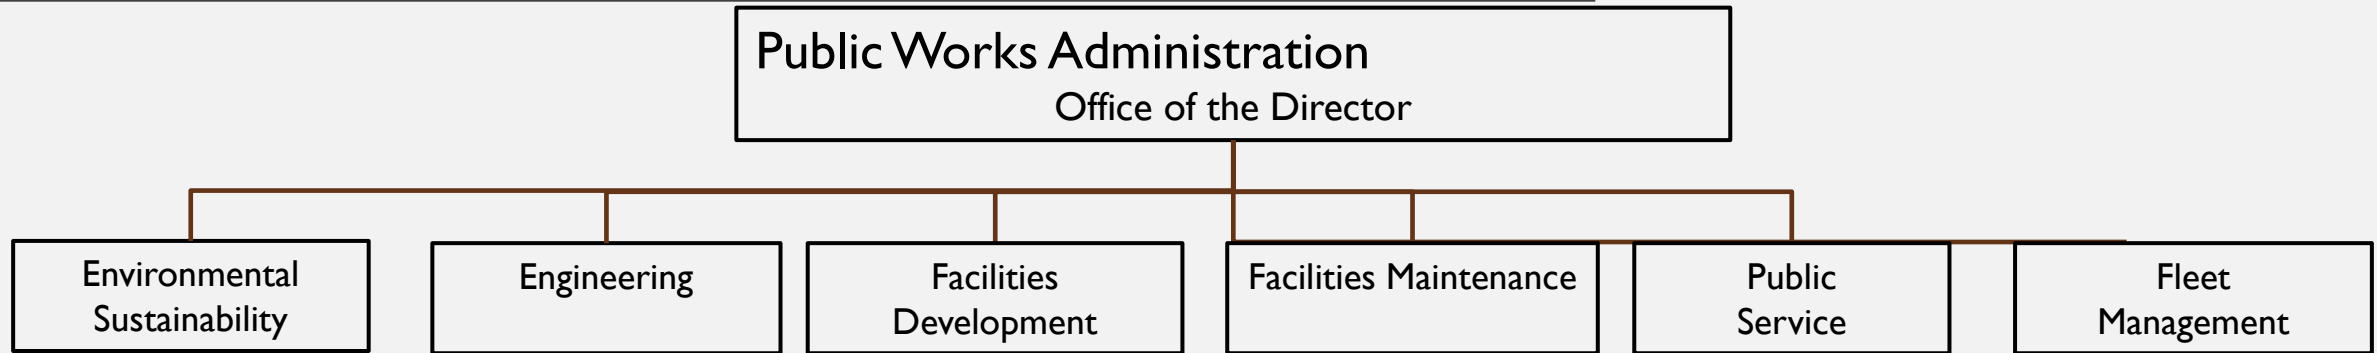 Public Works Administration
Office of the Director
Environmental
Sustainability
Engineering
Facilities
Development
Facilities Maintenance
Public
Service
Fleet
Management